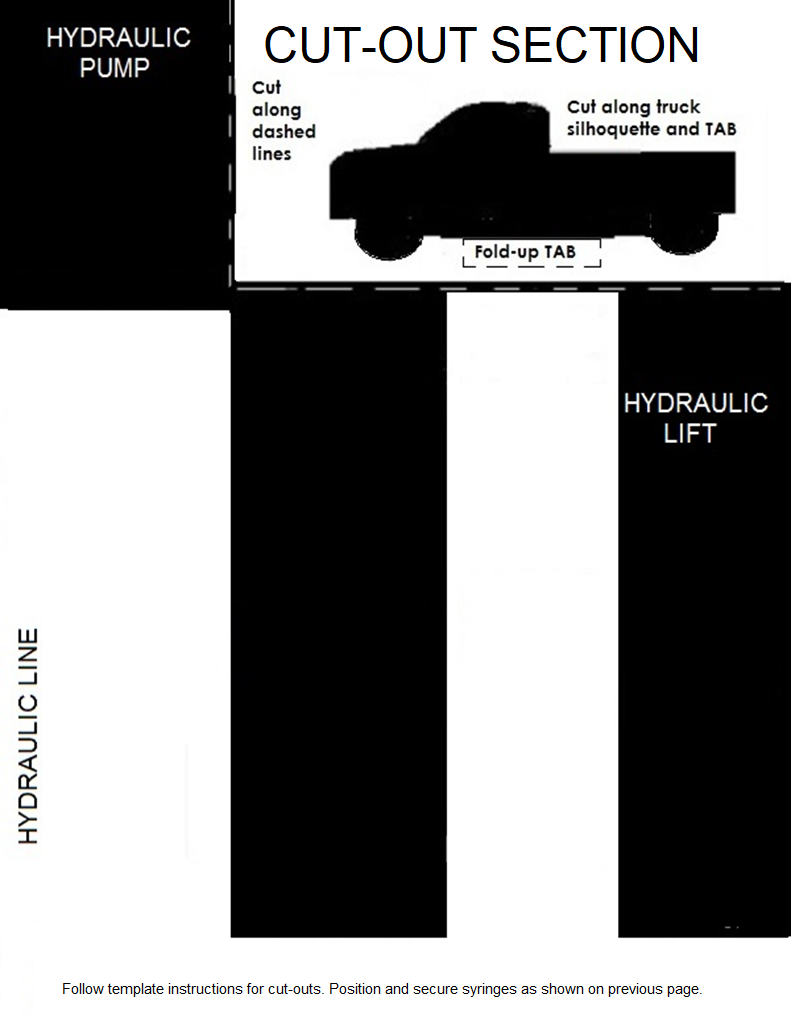 HYDRAULIC
PUMP
CUT-OUT SECTION
Cut
along
dashed
lines
Cut along truck
silhoquette and TAB
Fold-up TAB
HYDRAULIC
LIFT
HYDRAULIC LINE
Follow template instructions for cut-outs. Position and secure syringes as shown on previous page.